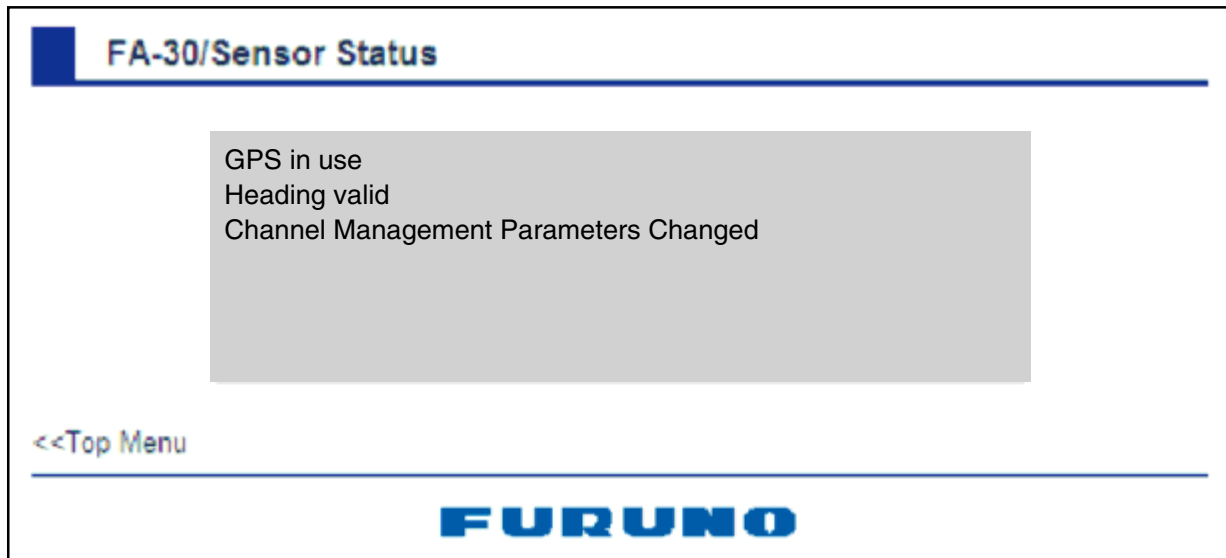 FA-30/Sensor Status
GPS in use
Heading valid
Channel Management Parameters Changed
<<Top Menu
FURUNO